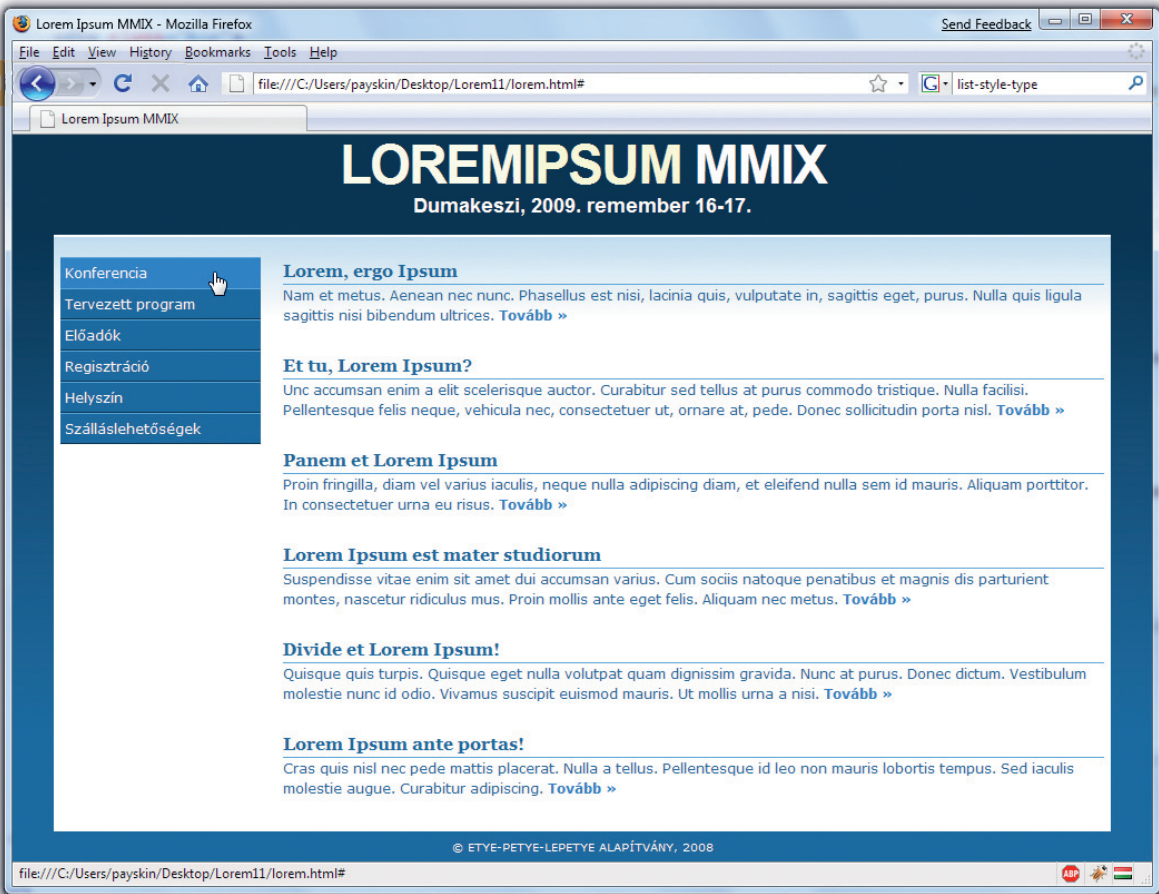 Lorem Ipsum MMIX - Mozilla Firefox
Send Feedback
File Edit View History Bookmarks Tools Help
file:///C:/Users/payskin/Desktop/Lorem11/lorem.html#
G list-style-type
Lorem Ipsum MMIX
LOREMIPSUM MMIX
Dumakeszi, 2009. remember 16-17.
Konferencia
Tervezett program
Előadók
Regisztráció
Helyszín
Szálláslehetőségek
Lorem, ergo Ipsum
Nam et metus. Aenean nec nunc. Phasellus est nisi, lacinia quis, vulputate in, sagittis eget, purus. Nulla quis ligula
sagittis nisi bibendum ultrices. Tovább »
Et tu, Lorem Ipsum?
Unc accumsan enim a elit scelerisque auctor. Curabitur sed tellus at purus commodo tristique. Nulla facilisi.
Pellentesque felis neque, vehicula nec, consectetuer ut, ornare at, pede. Donec sollicitudin porta nisl. Tovább »
Panem et Lorem Ipsum
Proin fringilla, diam vel varius iaculis, neque nulla adipiscing diam, et eleifend nulla sem id mauris. Aliquam porttitor.
In consectetuer urna eu risus. Tovább »
Lorem Ipsum est mater studiorum
Suspendisse vitae enim sit amet dui accumsan varius. Cum sociis natoque penatibus et magnis dis parturient
montes, nascetur ridiculus mus. Proin mollis ante eget felis. Aliquam nec metus. Tovább »
Divide et Lorem Ipsum!
Quisque quis turpis. Quisque eget nulla volutpat quam dignissim gravida. Nunc at purus. Donec dictum. Vestibulum
molestie nunc id odio. Vivamus suscipit euismod mauris. Ut mollis urna a nisi. Tovább »
Lorem Ipsum ante portas!
Cras quis nisl nec pede mattis placerat. Nulla a tellus. Pellentesque id leo non mauris lobortis tempus. Sed iaculis
molestie augue. Curabitur adipiscing. Tovább »
© ETYE-PETYE-LEPETYE ALAPÍTVÁNY, 2008
file:///C:/Users/payskin/Desktop/Lorem11/lorem.html#
ABP